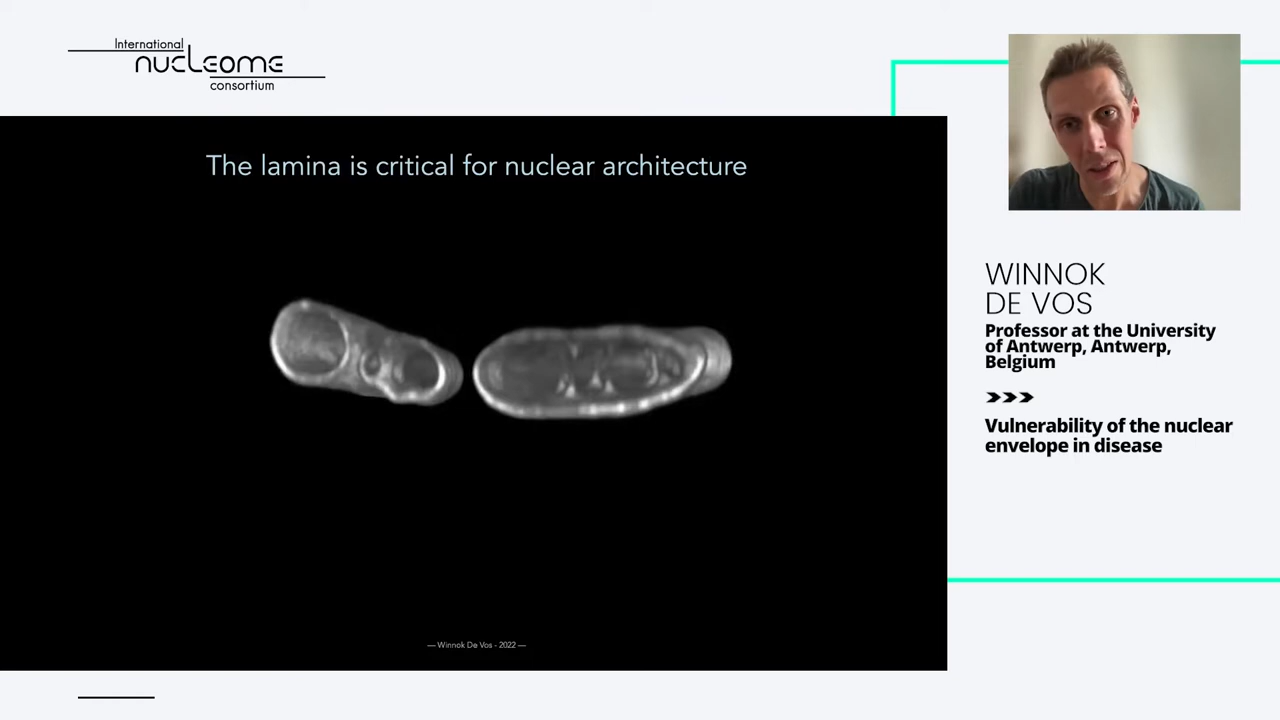 International
nucleome
consortium
The lamina is critical for nuclear architecture
— Winnok De Vos - 2022 —
WINNOK
DE VOS
Professor at the University
of Antwerp, Antwerp,
Belgium
Vulnerability of the nuclear
envelope in disease